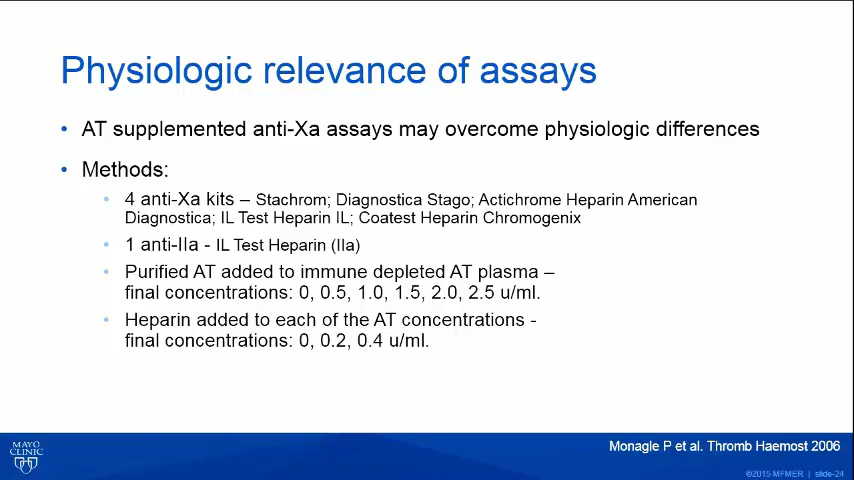 Physiologic relevance of assays
• AT supplemented anti-Xa assays may overcome physiologic differences
• Methods:
• 4 anti-Xa kits – Stachrom; Diagnostica Stago; Actichrome Heparin American
Diagnostica; IL Test Heparin IL; Coatest Heparin Chromogenix
• 1 anti-IIa - IL Test Heparin (IIa)
• Purified AT added to immune depleted AT plasma –
final concentrations: 0, 0.5, 1.0, 1.5, 2.0, 2.5 u/ml.
• Heparin added to each of the AT concentrations -
final concentrations: 0, 0.2, 0.4 u/ml.
MAYO
CLINIC
Monagle P et al. Thromb Haemost 2006
©2015 MFMER | slide-24